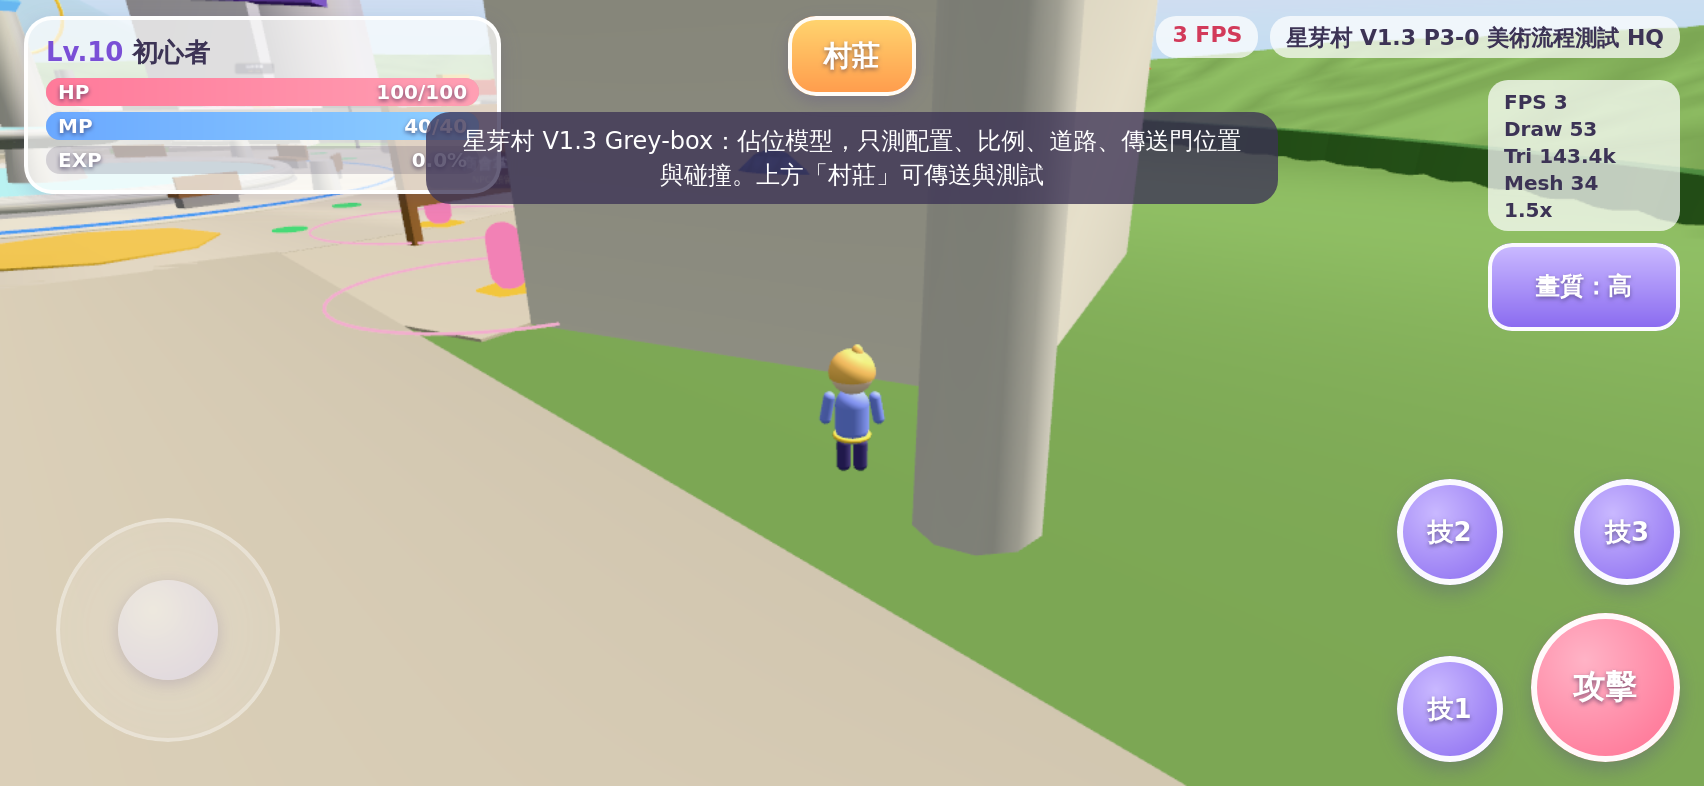 Lv.10 初心者
HP 100/100
MP 40/40
EXP 0.0%
村莊
3 FPS
星芽村 V1.3 P3-0 美術流程測試 HQ
星芽村 V1.3 Grey-box：佔位模型，只測配置、比例、道路、傳送門位置
與碰撞。上方「村莊」可傳送與測試
FPS 3
Draw 53
Tri 143.4k
Mesh 34
1.5x
畫質：高
技2
技3
技1
攻擊